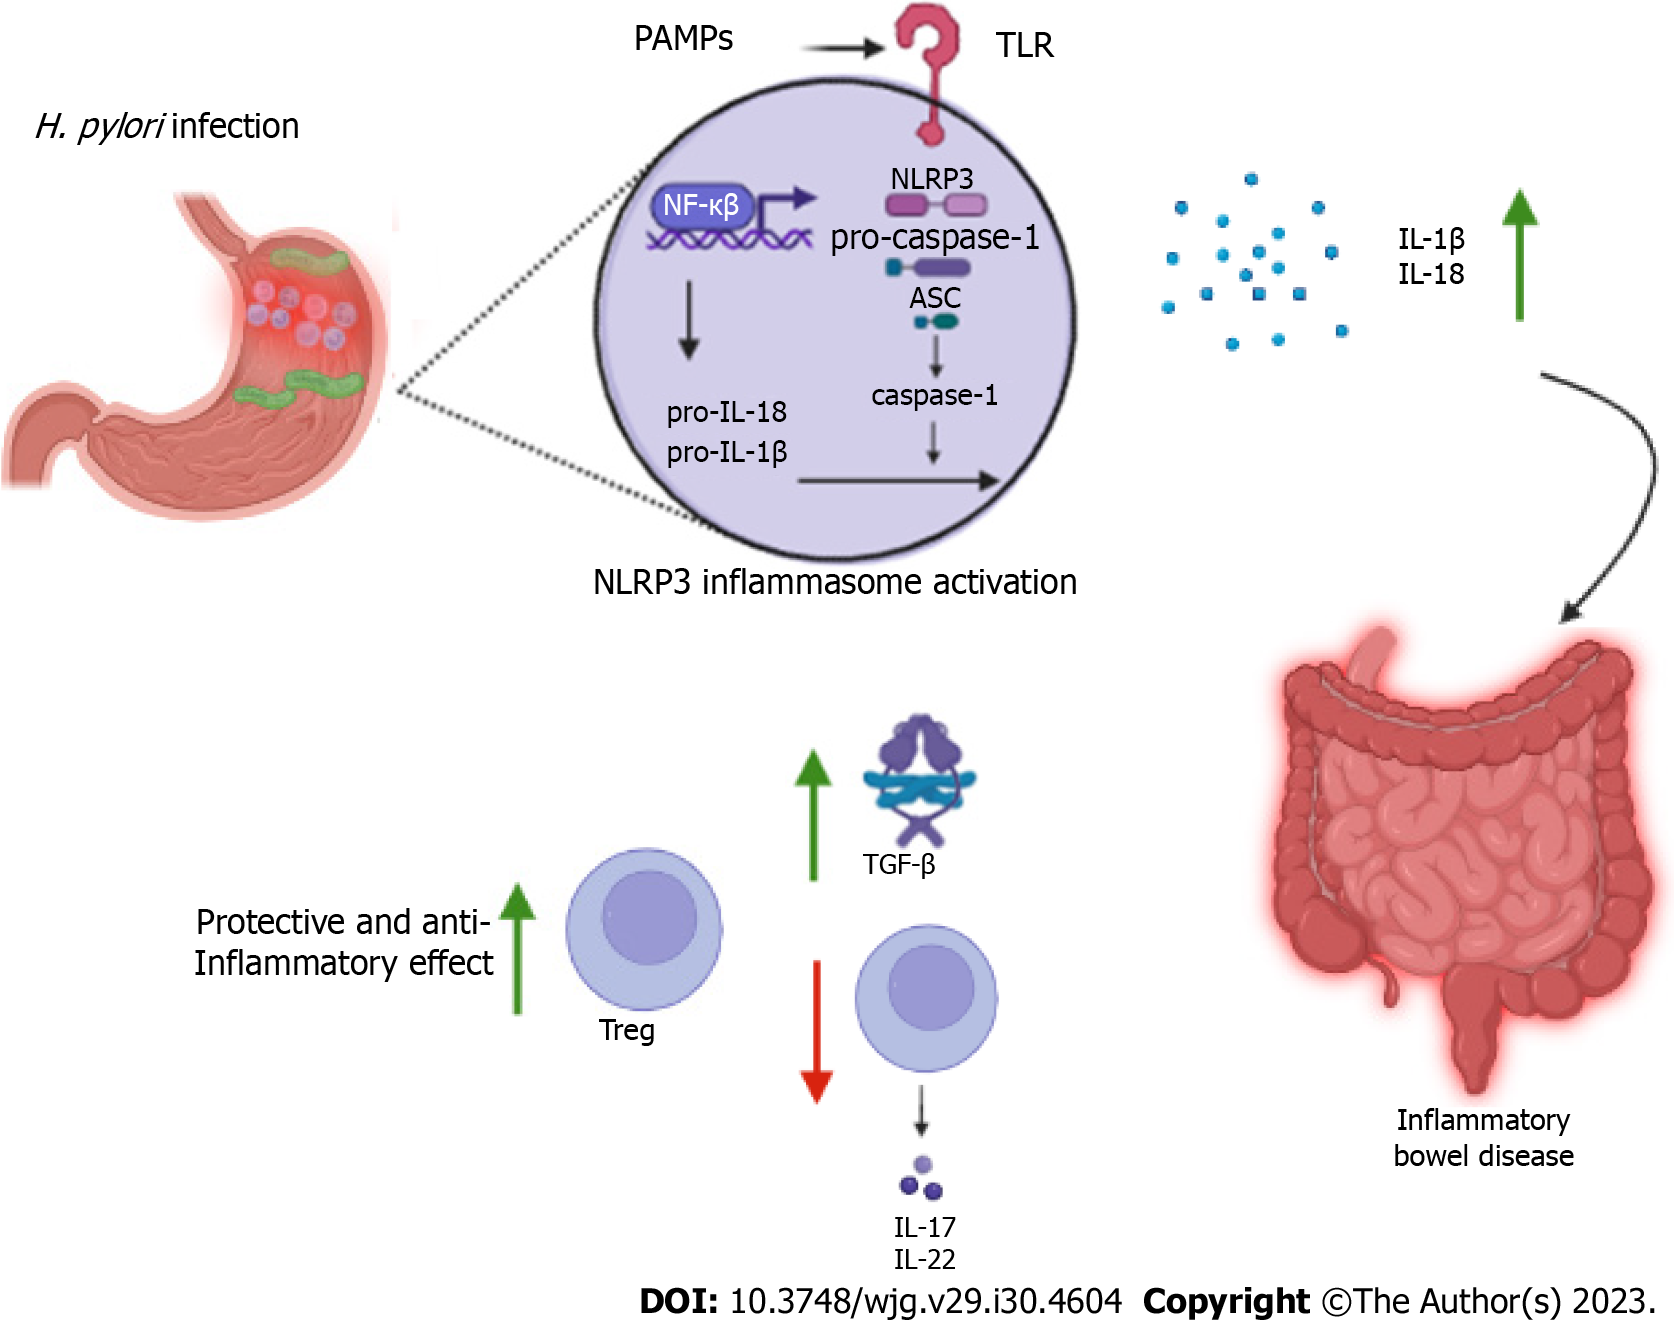 PAMPs
TLR
H. pylori infection
NLRP3
NF-κβ
pro-caspase-1
ASC
IL-1β
IL-18
caspase-1
pro-IL-18
pro-IL-1β
NLRP3 inflammasome activation
TGF-β
Protective and anti-
Inflammatory effect
Treg
Inflammatory
bowel disease
IL-17
IL-22
DOI: 10.3748/wjg.v29.i30.4604 Copyright ©The Author(s) 2023.